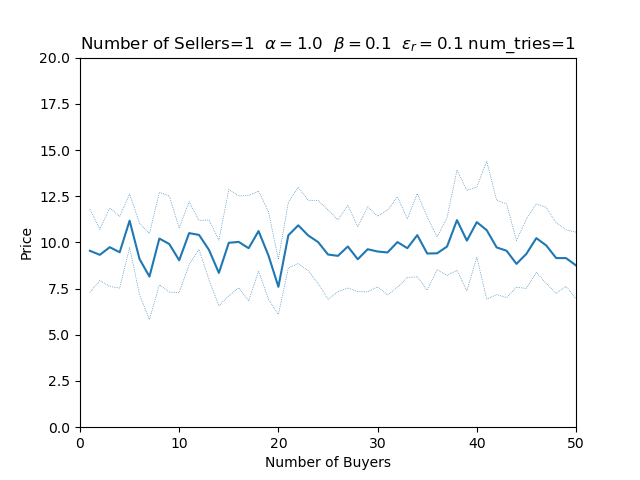 Number of Sellers=1 α = 1.0 β = 0.1 εᵣ = 0.1 num_tries=1
20.0
17.5
15.0
12.5
10.0
7.5
5.0
2.5
0.0
Price
0 10 20 30 40 50
Number of Buyers